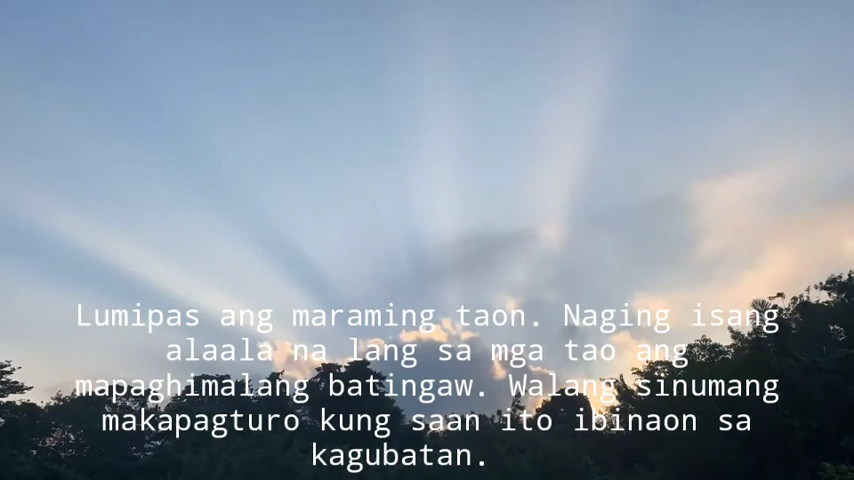 Lumipas ang maraming taon. Naging isang
alaala na lang sa mga tao ang
mapaghimalang batingaw. Walang sinumang
makapagturo kung saan ito ibinaon sa
kagubatan.